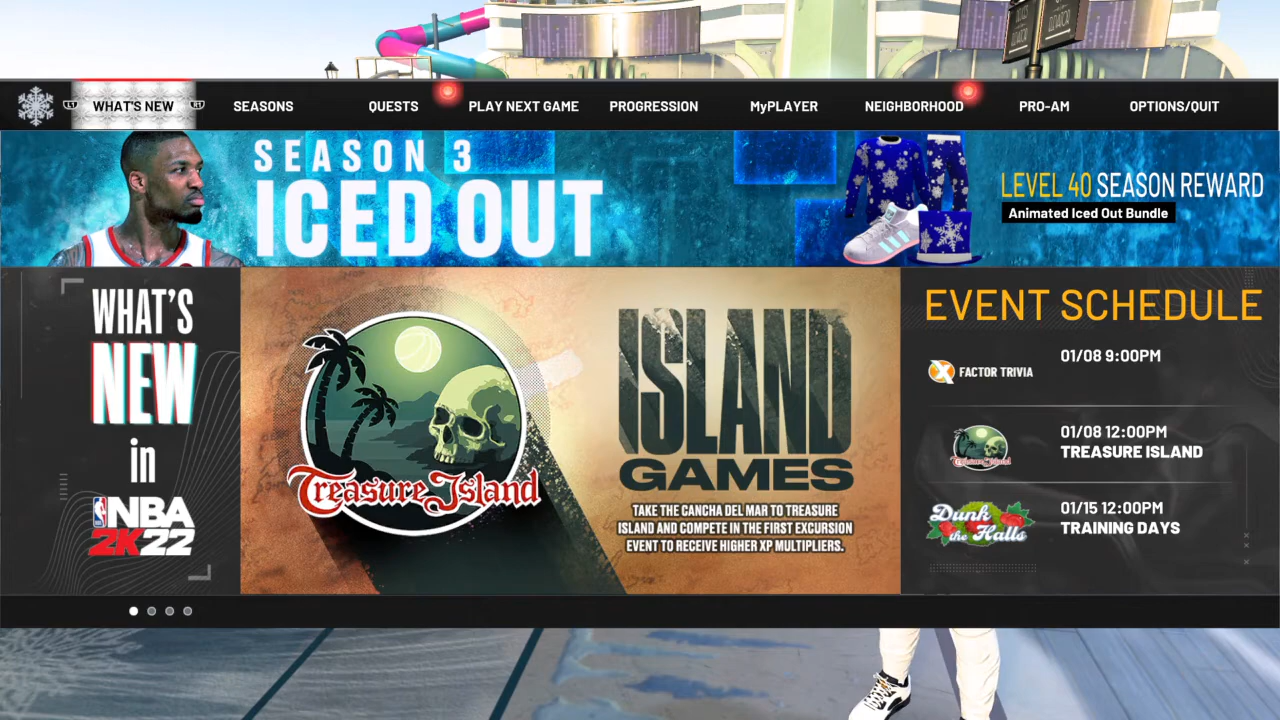 LT
WHAT'S NEW
RT
SEASONS
QUESTS
PLAY NEXT GAME
PROGRESSION
MyPLAYER
NEIGHBORHOOD
PRO-AM
OPTIONS/QUIT
SEASON 3
ICED OUT
LEVEL 40 SEASON REWARD
Animated Iced Out Bundle
WHAT'S
NEW
in
NBA
2K22
Treasure Island
ISLAND
GAMES
TAKE THE CANCHA DEL MAR TO TREASURE
ISLAND AND COMPETE IN THE FIRST EXCURSION
EVENT TO RECEIVE HIGHER XP MULTIPLIERS.
EVENT SCHEDULE
X FACTOR TRIVIA
01/08 9:00PM
Treasure Island
01/08 12:00PM
TREASURE ISLAND
Dunk
the Halls
01/15 12:00PM
TRAINING DAYS